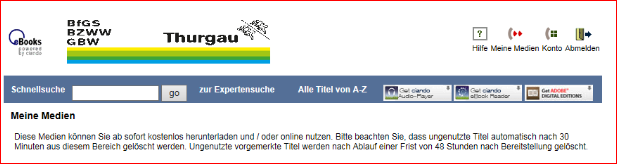 eBooks
powered
by ciando
BfGS
BZWW
GBW
Thurgau
?
Hilfe Meine Medien Konto Abmelden
Schnellsuche go zur Expertensuche Alle Titel von A-Z
Get ciando
Audio-Player
Get ciando
eBook Reader
Get ADOBE®
DIGITAL EDITIONS
Meine Medien
Diese Medien können Sie ab sofort kostenlos herunterladen und / oder online nutzen. Bitte beachten Sie, dass ungenutzte Titel automatisch nach 30
Minuten aus diesem Bereich gelöscht werden. Ungenutzte vorgemerkte Titel werden nach Ablauf einer Frist von 48 Stunden nach Bereitstellung gelöscht.